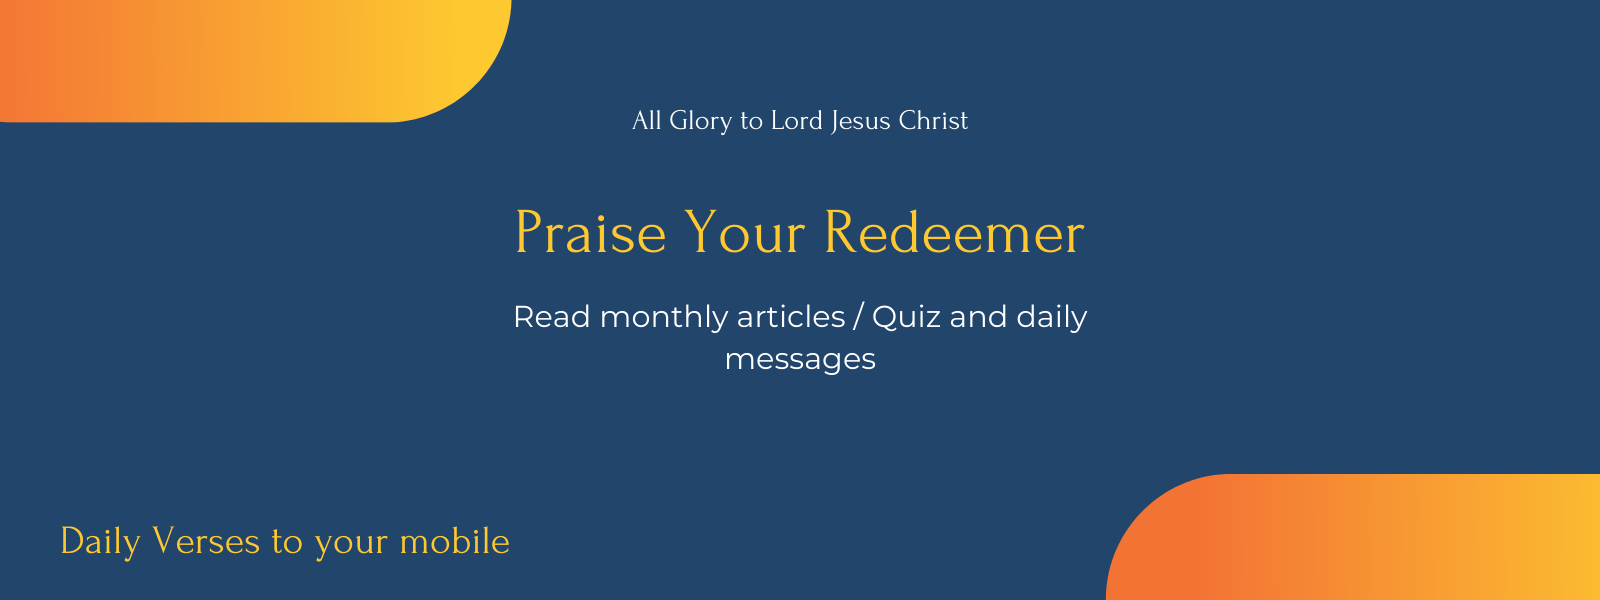 All Glory to Lord Jesus Christ
Praise Your Redeemer
Read monthly articles / Quiz and daily
messages
Daily Verses to your mobile